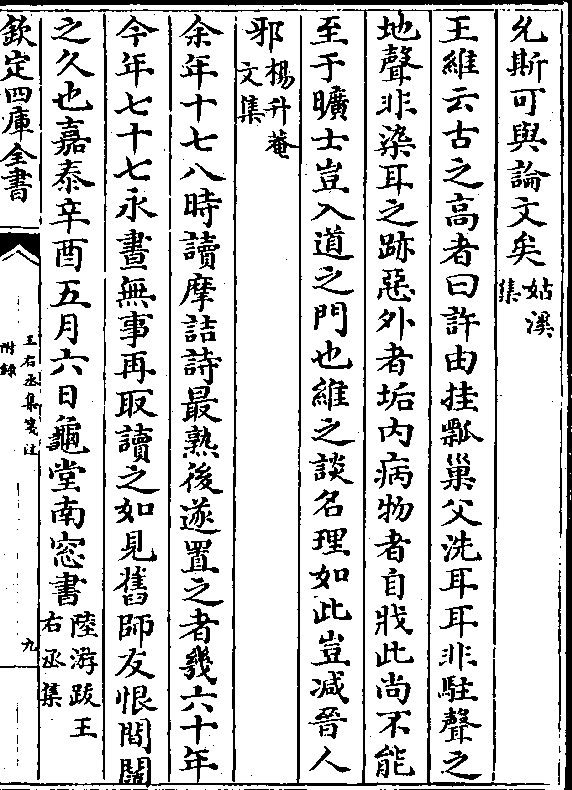 允斯可與論文矣姑溪集
王維云古之高者曰許由挂瓢巢父洗耳耳非駐聲之
地聲非染耳之跡惡外者垢内病物者自戕此尚不能
至于曠士豈入道之門也維之談名理如此豈减晉人
邪楊升菴文集
余年十七八時讀摩詰詩最熟後遂置之者幾六十年
今年七十七永晝無事再取讀之如見舊師友恨間闊
之久也嘉泰辛酉五月六日龜堂南窓書陸游跋王右丞集
欽定四庫全書
王右丞集箋注
附錄
九